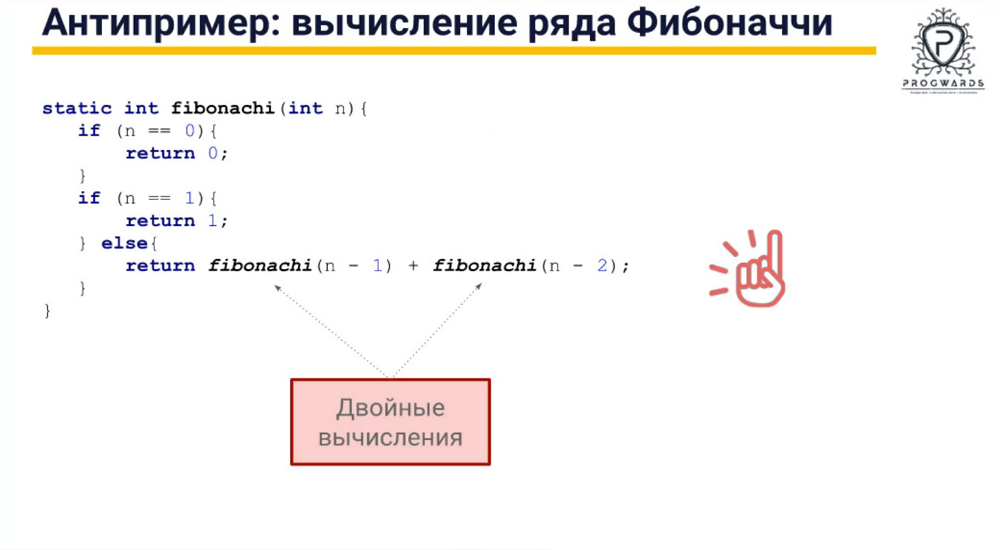 Антипример: вычисление ряда Фибоначчи
PROGWARDS
static int fibonachi(int n){
if (n == 0){
return 0;
}
if (n == 1){
return 1;
} else{
return fibonachi(n - 1) + fibonachi(n - 2);
}
}
Двойные
вычисления